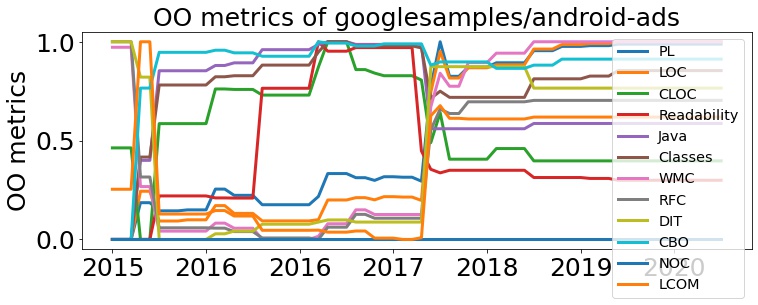 OO metrics of googlesamples/android-ads
OO metrics
1.0
0.5
0.0
2015
2015
2016
2016
2017
2018
2019
2020
PL
LOC
CLOC
Readability
Java
Classes
WMC
RFC
DIT
CBO
NOC
LCOM